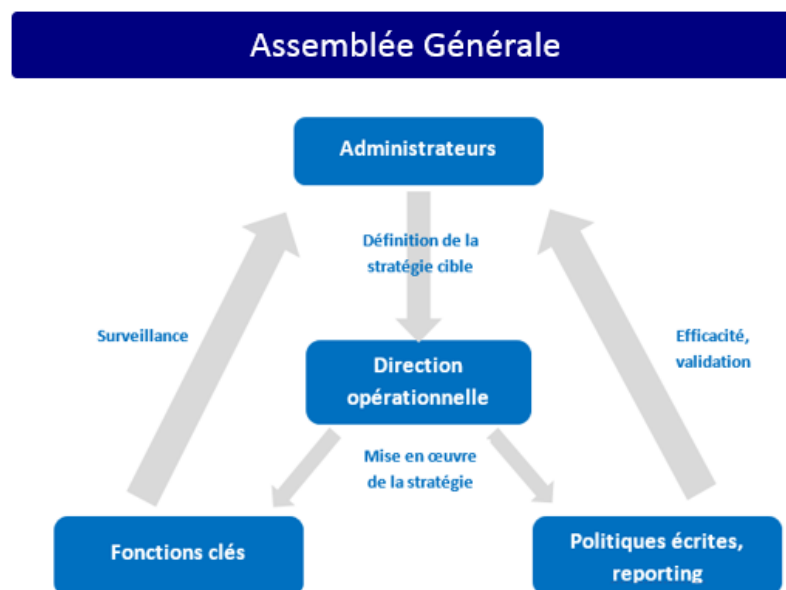 Assemblée Générale
Administrateurs
Définition de la
stratégie cible
Surveillance
Efficacité,
validation
Direction
opérationnelle
Mise en œuvre
de la stratégie
Fonctions clés
Politiques écrites,
reporting